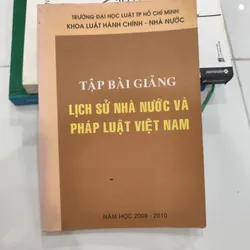 TRƯỜNG ĐẠI HỌC LUẬT TP HỒ CHÍ MINH
KHOA LUẬT HÀNH CHÍNH - NHÀ NƯỚC
TẬP BÀI GIẢNG
LỊCH SỬ NHÀ NƯỚC VÀ
PHÁP LUẬT VIỆT NAM
NĂM HỌC 2009 - 2010